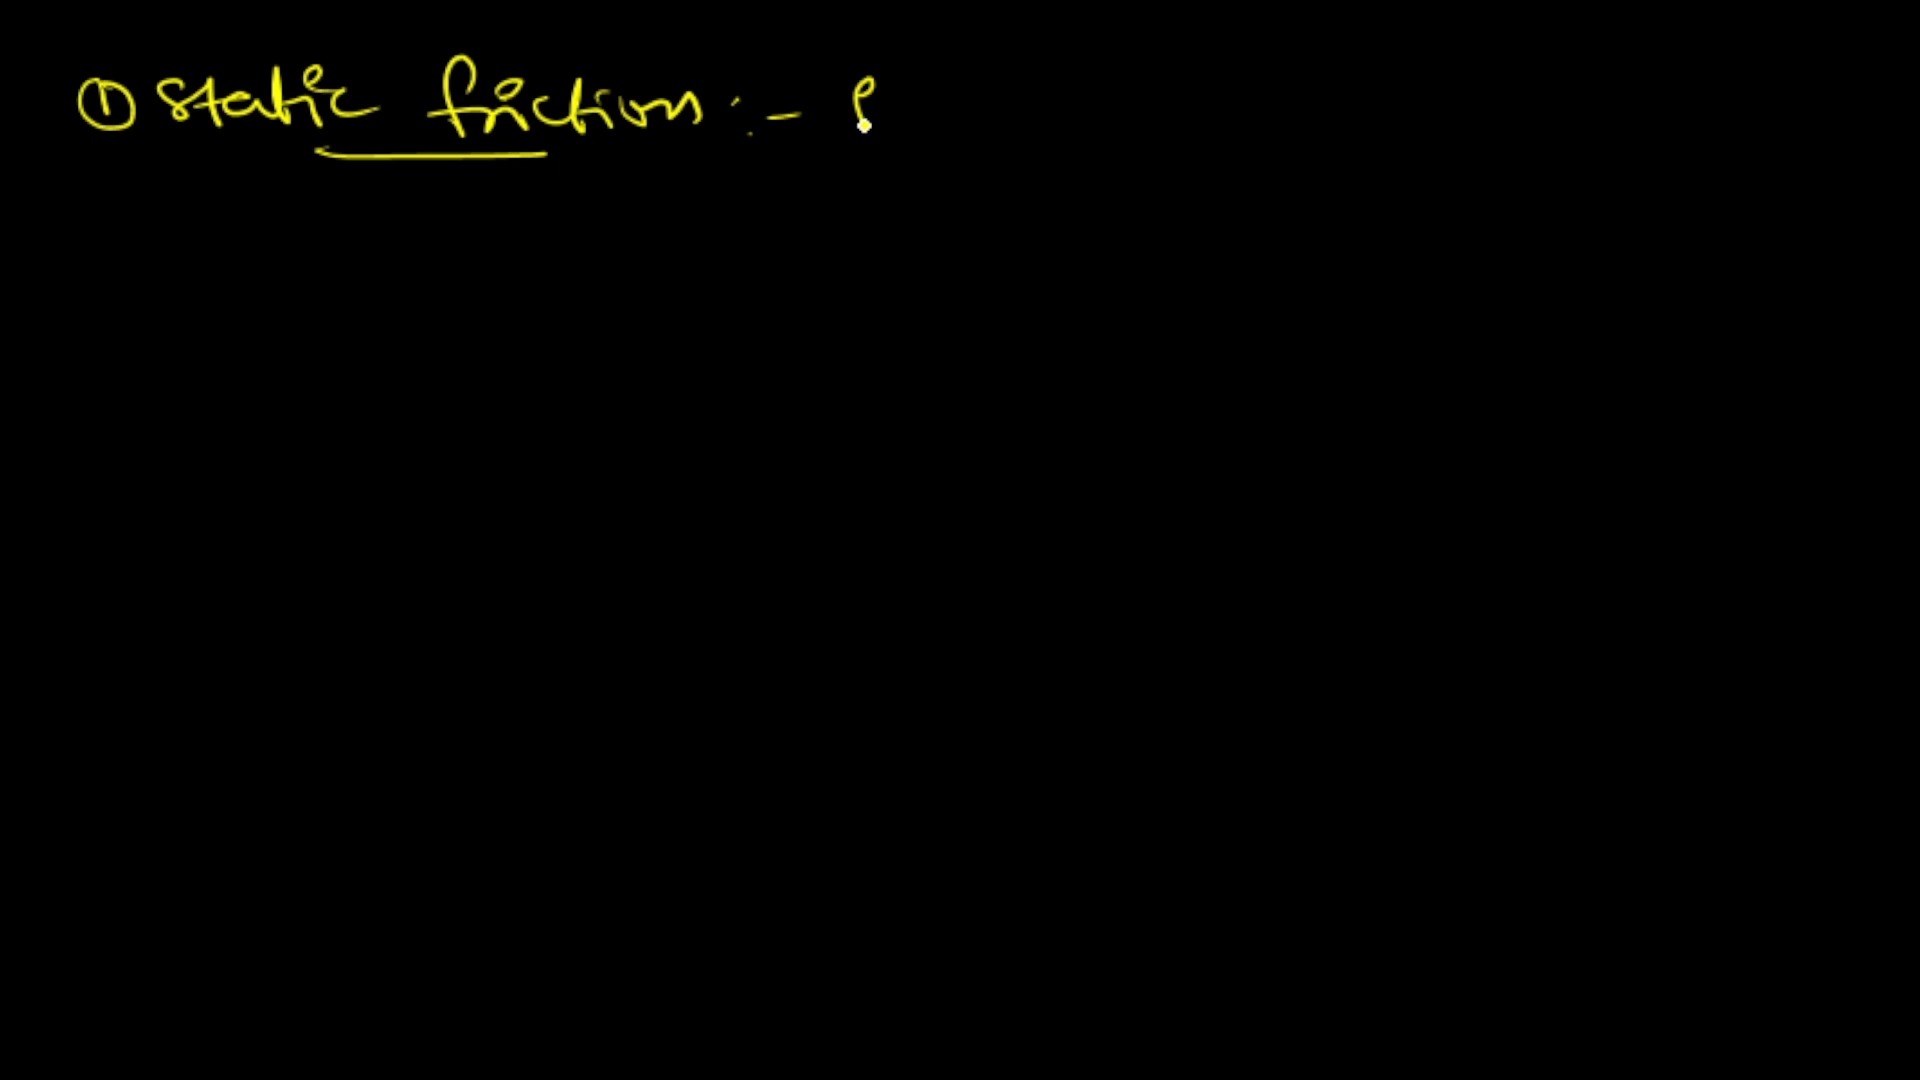 ① Static friction :-